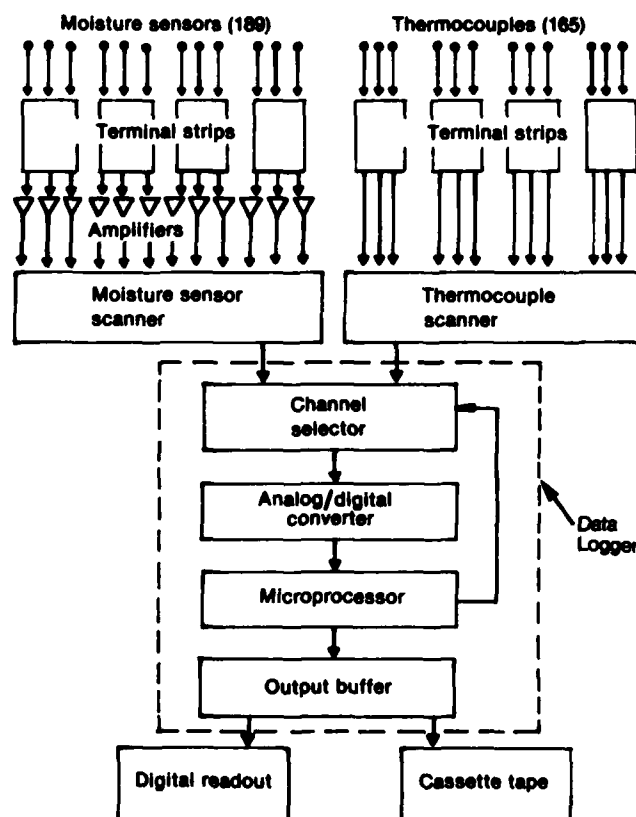 Moisture sensors (189)
Thermocouples (165)
Terminal strips
Terminal strips
Amplifiers
Moisture sensor
scanner
Thermocouple
scanner
Channel
selector
Analog/digital
converter
Data
Logger
Microprocessor
Output buffer
Digital readout
Cassette tape